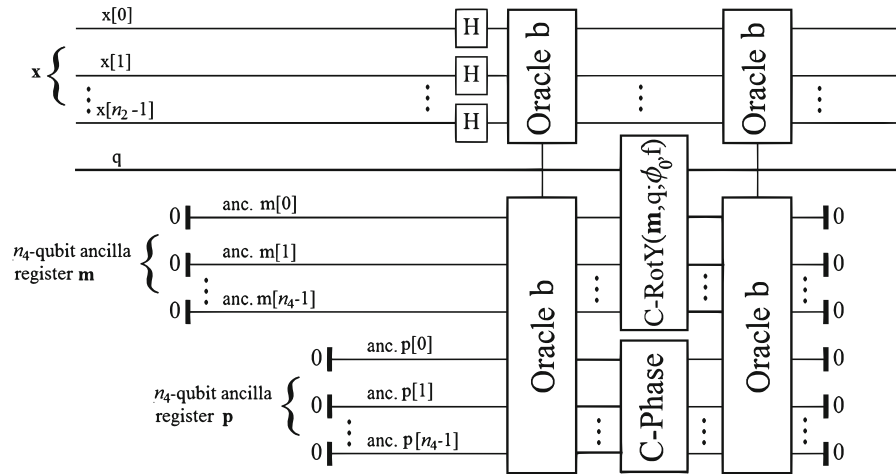 x[0]
H
Oracle b
Oracle b
x
x[1]
H
x[n₂-1]
H
q
C-RotY(m,q;ϕ₀,f)
0
anc. m[0]
0
n₄-qubit ancilla
register m
0
anc. m[1]
0
0
anc. m[n₄-1]
0
Oracle b
Oracle b
0
anc. p[0]
0
C-Phase
n₄-qubit ancilla
register p
0
anc. p[1]
0
0
anc. p[n₄-1]
0